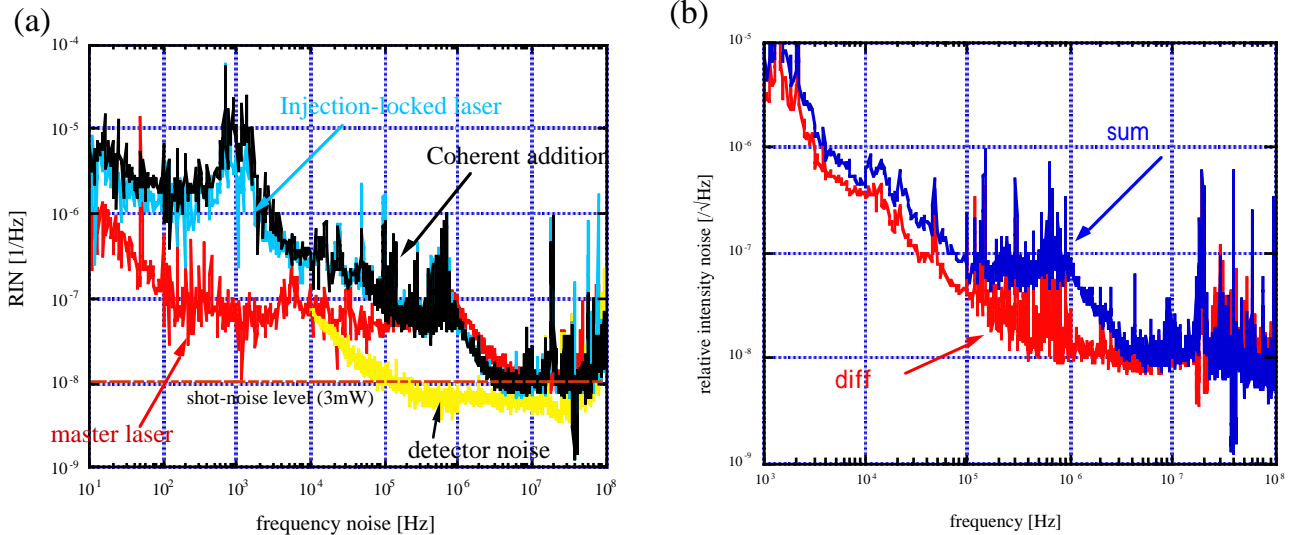 (a)
RIN [1/Hz]
10-4
10-5
10-6
10-7
10-8
10-9
Injection-locked laser
Coherent addition
shot-noise level (3mW)
master laser
detector noise
101 102 103 104 105 106 107 108
frequency noise [Hz]
(b)
relative intensity noise [/√Hz]
10-5
10-6
10-7
10-8
10-9
sum
diff
103 104 105 106 107 108
frequency [Hz]